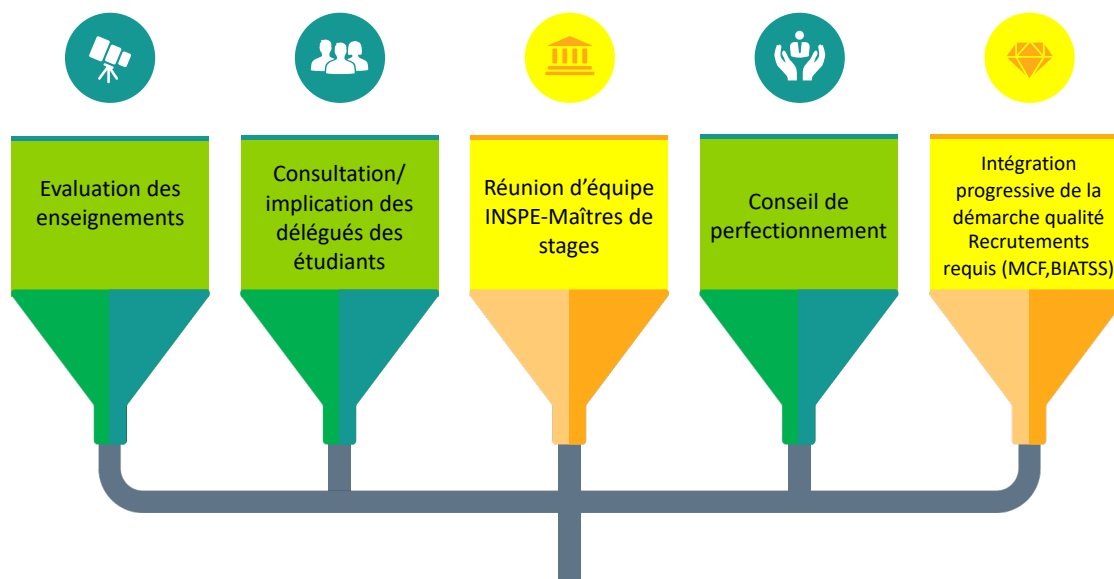 Evaluation des
enseignements
Consultation/
implication des
délégués des
étudiants
Réunion d'équipe
INSPE-Maîtres de
stages
Conseil de
perfectionnement
Intégration
progressive de la
démarche qualité
Recrutements
requis (MCF,BIATSS)